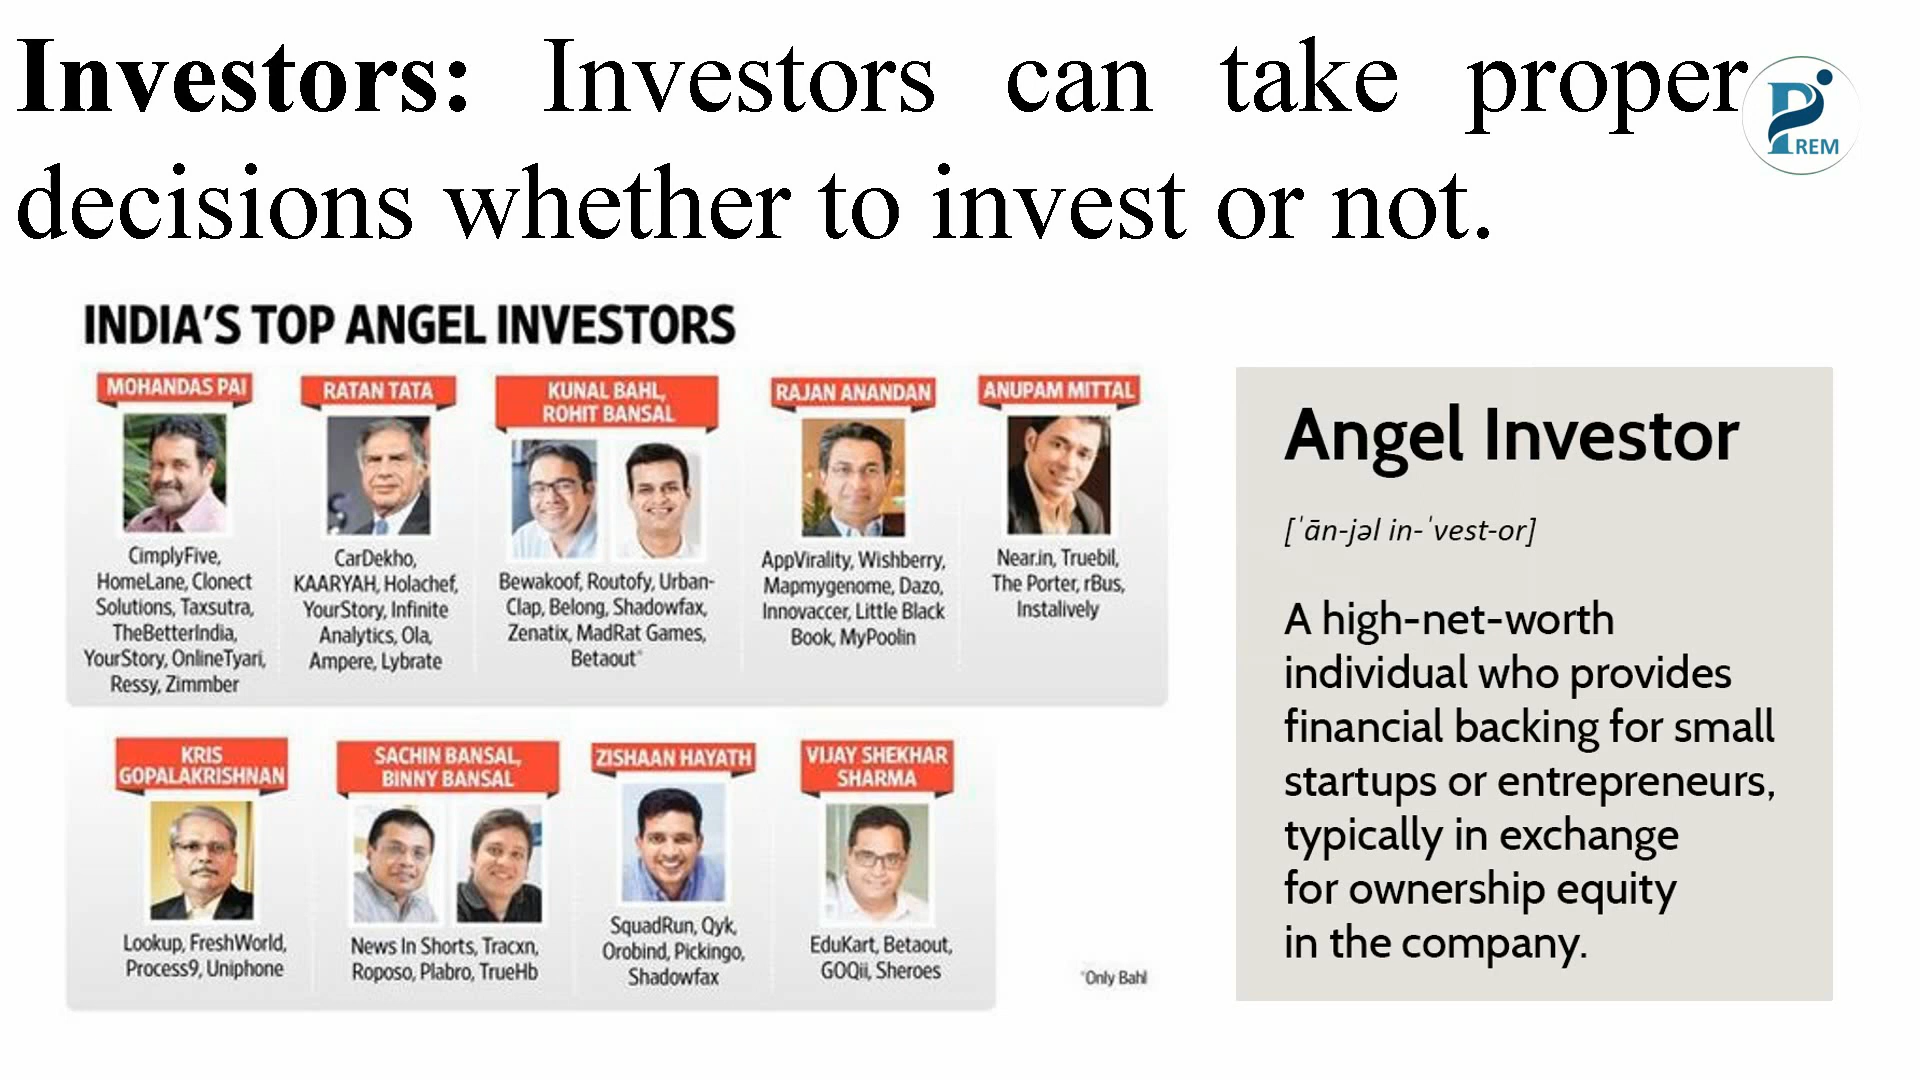 Investors: Investors can take proper
decisions whether to invest or not.
PREM
INDIA'S TOP ANGEL INVESTORS
MOHANDAS PAI
CimplyFive,
HomeLane, Clonect
Solutions, Taxsutra,
TheBetterIndia,
YourStory, OnlineTyari,
Ressy, Zimmber
RATAN TATA
CarDekho,
KAARYAH, Holachef,
YourStory, Infinite
Analytics, Ola,
Ampere, Lybrate
KUNAL BAHL,
ROHIT BANSAL
Bewakoof, Routofy, Urban-
Clap, Belong, Shadowfax,
Zenatix, MadRat Games,
Betaout*
RAJAN ANANDAN
AppVirality, Wishberry,
Mapmygenome, Dazo,
Innovaccer, Little Black
Book, MyPoolin
ANUPAM MITTAL
Near.in, Truebil,
The Porter, rBus,
Instalively
KRIS
GOPALAKRISHNAN
Lookup, FreshWorld,
Process9, Uniphone
SACHIN BANSAL,
BINNY BANSAL
News In Shorts, Tracxn,
Roposo, Plabro, TrueHb
ZISHAAN HAYATH
SquadRun, Qyk,
Orobind, Pickingo,
Shadowfax
VIJAY SHEKHAR
SHARMA
EduKart, Betaout,
GOQii, Sheroes
*Only Bahl
Angel Investor
[ˈān-jəl in-ˈvest-or]
A high-net-worth
individual who provides
financial backing for small
startups or entrepreneurs,
typically in exchange
for ownership equity
in the company.